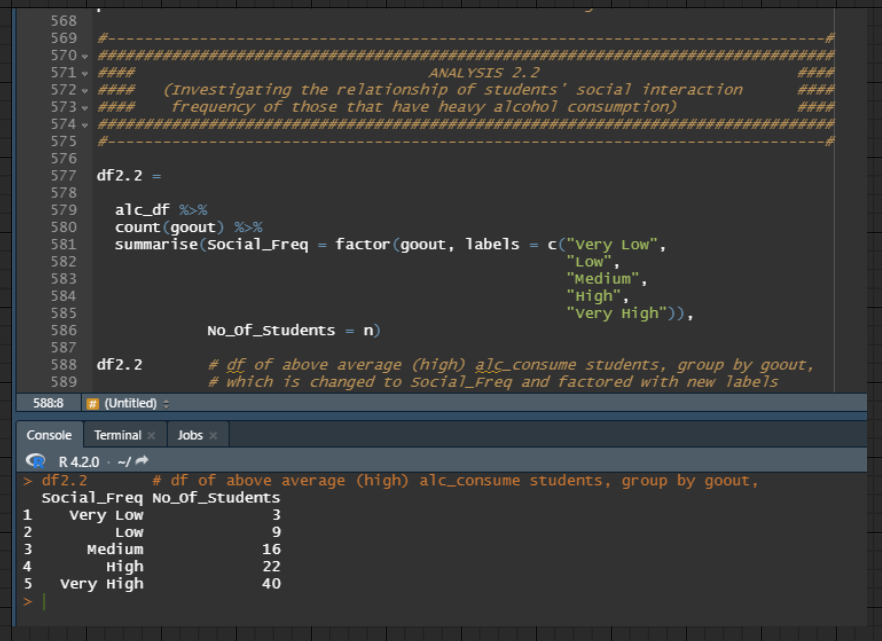 568
569 #------------------------------------------------------------------------------#
570 ################################################################################
571 #### ANALYSIS 2.2 ####
572 #### (Investigating the relationship of students' social interaction ####
573 #### frequency of those that have heavy alcohol consumption) ####
574 ################################################################################
575 #------------------------------------------------------------------------------#
576
577 df2.2 =
578
579 alc_df %>%
580 count(goout) %>%
581 summarise(Social_Freq = factor(goout, labels = c("Very Low",
582 "Low",
583 "Medium",
584 "High",
585 "Very High")),
586 No_Of_Students = n)
587
588 df2.2 # df of above average (high) alc_consume students, group by goout,
589 # which is changed to Social_Freq and factored with new labels
588:8 # (Untitled)
Console Terminal × Jobs ×
R R 4.2.0 · ~/
> df2.2 # df of above average (high) alc_consume students, group by goout,
Social_Freq No_Of_Students
1 Very Low 3
2 Low 9
3 Medium 16
4 High 22
5 Very High 40
>